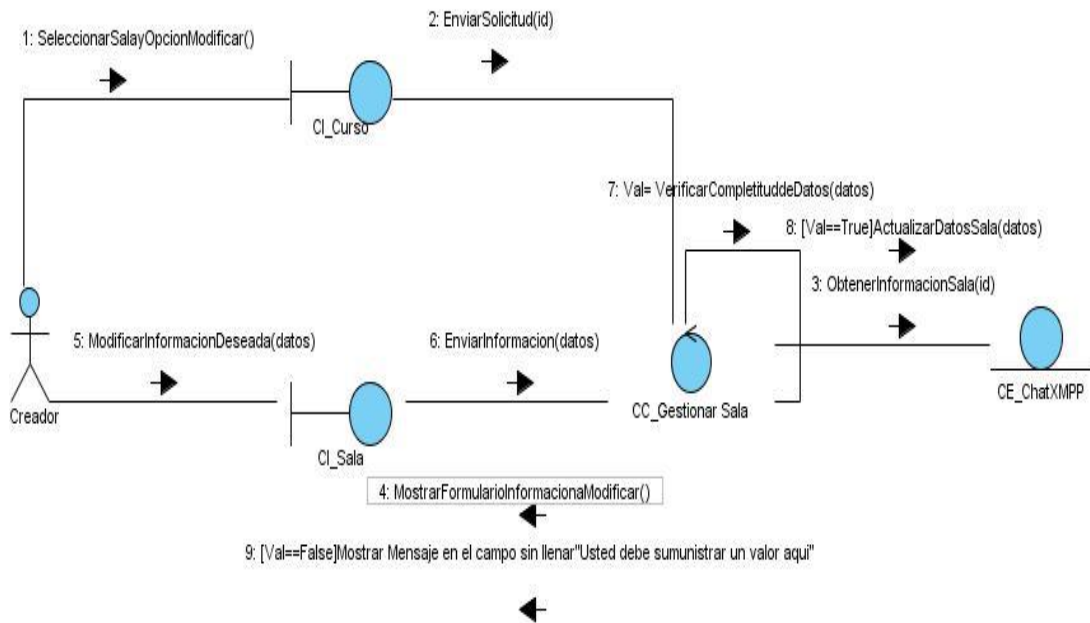 2: EnviarSolicitud(id)
1: SeleccionarSalayOpcionModificar()
CI_Curso
7: Val= VerificarCompletituddeDatos(datos)
8: [Val==True]ActualizarDatosSala(datos)
3: ObtenerInformacionSala(id)
5: ModificarInformacionDeseada(datos)
6: EnviarInformacion(datos)
CE_ChatXMPP
Creador
CC_Gestionar Sala
CI_Sala
4: MostrarFormularioInformacionaModificar()
9: [Val==False]Mostrar Mensaje en el campo sin llenar"Usted debe sumunistrar un valor aqui"